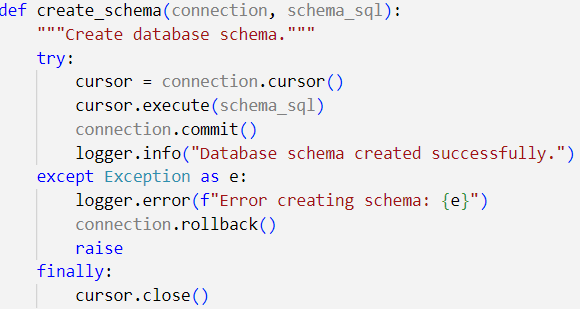 def create_schema(connection, schema_sql):
    """Create database schema."""
    try:
        cursor = connection.cursor()
        cursor.execute(schema_sql)
        connection.commit()
        logger.info("Database schema created successfully.")
    except Exception as e:
        logger.error(f"Error creating schema: {e}")
        connection.rollback()
        raise
    finally:
        cursor.close()